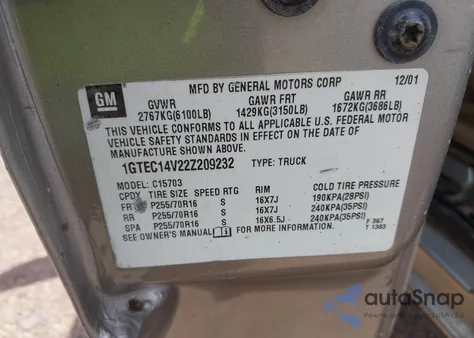 GM
MFD BY GENERAL MOTORS CORP 12/01
GVWR GAWR FRT GAWR RR
2767KG(6100LB) 1429KG(3150LB) 1672KG(3686LB)
THIS VEHICLE CONFORMS TO ALL APPLICABLE U.S. FEDERAL MOTOR
VEHICLE SAFETY STANDARDS IN EFFECT ON THE DATE OF
MANUFACTURE SHOWN ABOVE.
1GTEC14V22Z209232 TYPE: TRUCK
MODEL: C15703
CPDY TIRE SIZE SPEED RTG RIM COLD TIRE PRESSURE
FR P255/70R16 S 16X7J 190KPA(28PSI)
RR P255/70R16 S 16X7J 240KPA(35PSI)
SPA P255/70R16 S 16X6.5J 240KPA(35PSI)
SEE OWNER'S MANUAL FOR MORE INFORMATION.
F 367
T 1303
autoSnap